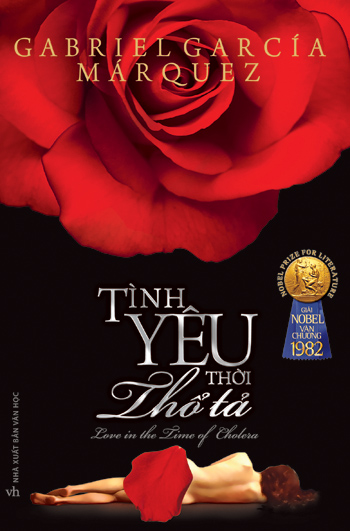 GABRIEL GARCÍA
MÁRQUEZ
NOBEL PRIZE FOR LITERATURE
GIẢI
NOBEL
VĂN
CHƯƠNG
1982
TÌNH
YÊU
THỜI
Thổ tả
Love in the Time of Cholera
NHÀ XUẤT BẢN VĂN HỌC
vh